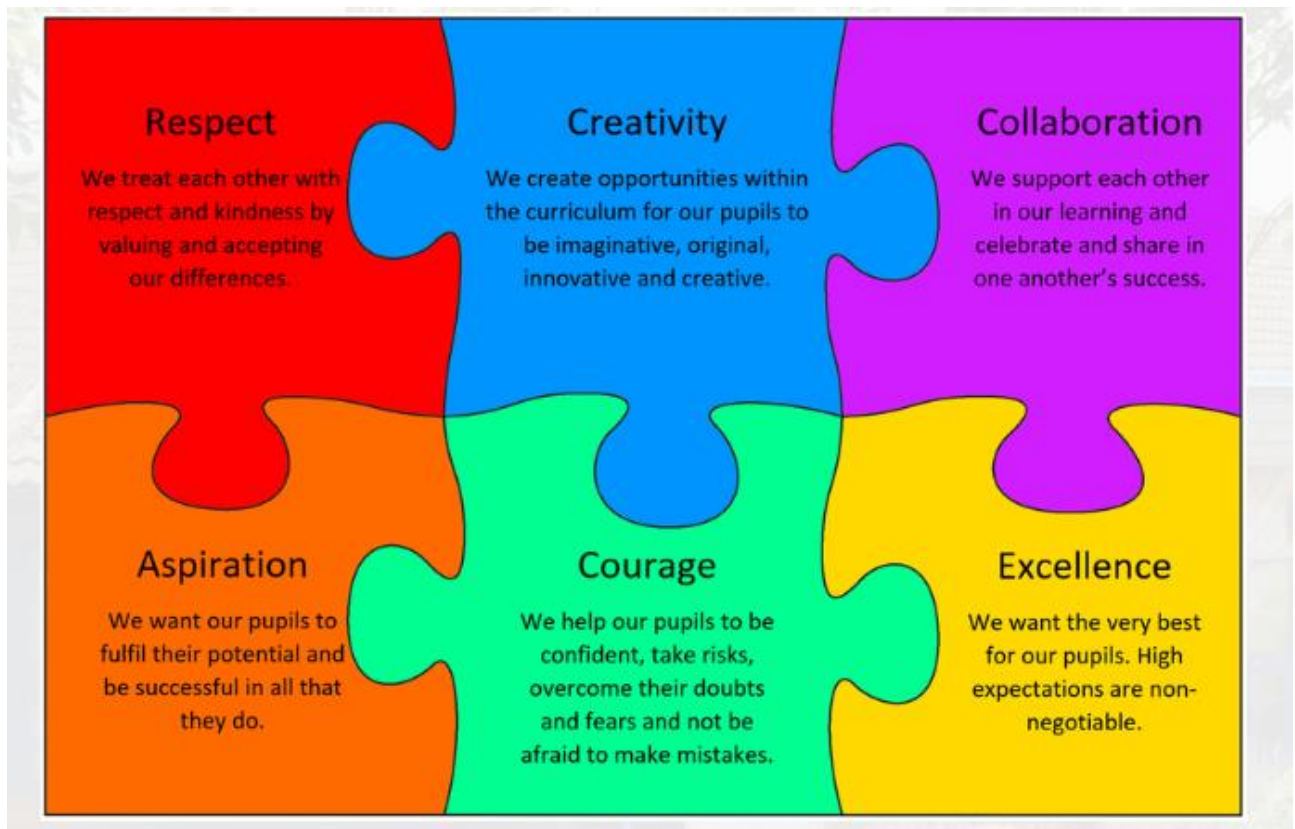 Respect
We treat each other with
respect and kindness by
valuing and accepting
our differences.
Creativity
We create opportunities within
the curriculum for our pupils to
be imaginative, original,
innovative and creative.
Collaboration
We support each other
in our learning and
celebrate and share in
one another’s success.
Aspiration
We want our pupils to
fulfil their potential and
be successful in all that
they do.
Courage
We help our pupils to be
confident, take risks,
overcome their doubts
and fears and not be
afraid to make mistakes.
Excellence
We want the very best
for our pupils. High
expectations are non-
negotiable.